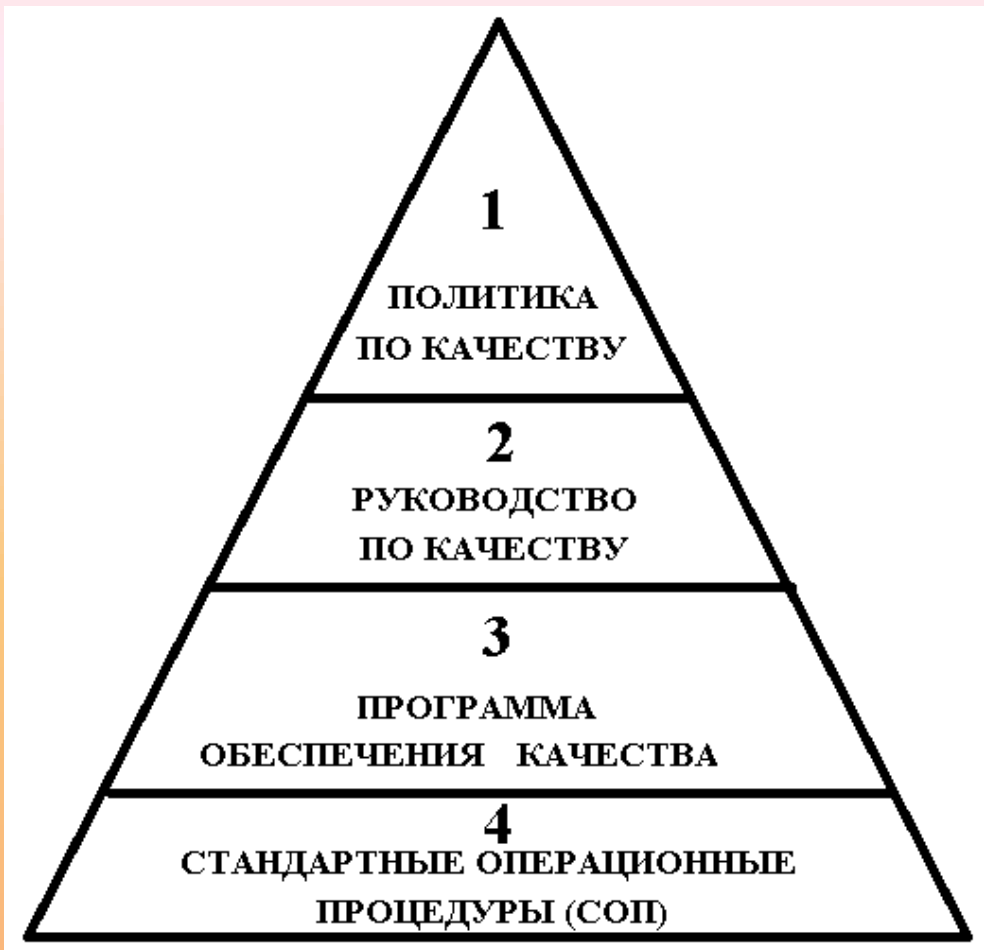 1
ПОЛИТИКА
ПО КАЧЕСТВУ
2
РУКОВОДСТВО
ПО КАЧЕСТВУ
3
ПРОГРАММА
ОБЕСПЕЧЕНИЯ КАЧЕСТВА
4
СТАНДАРТНЫЕ ОПЕРАЦИОННЫЕ
ПРОЦЕДУРЫ (СОП)